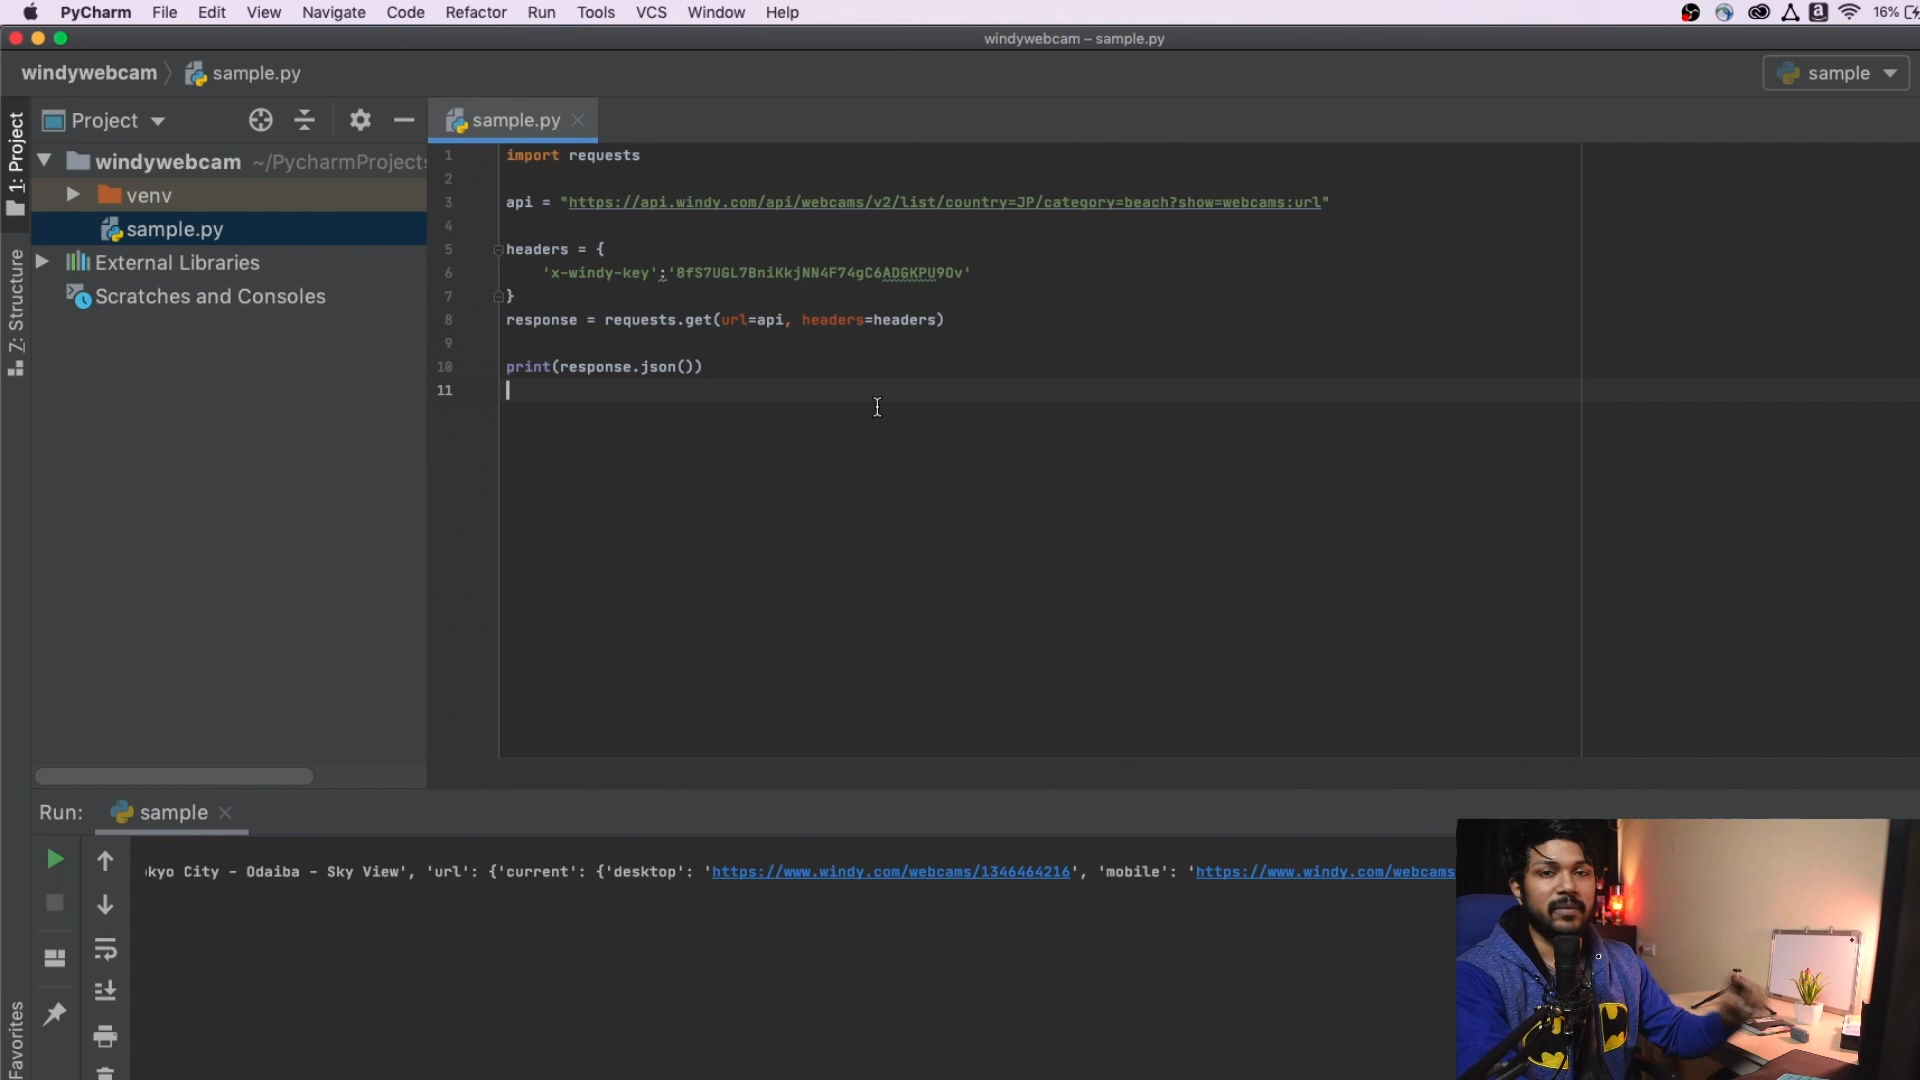 PyCharm File Edit View Navigate Code Refactor Run Tools VCS Window Help 16%
windywebcam – sample.py
windywebcam sample.py sample
Project sample.py
1: Project
windywebcam ~/PycharmProjects
venv
sample.py
External Libraries
Scratches and Consoles
Z: Structure
1 import requests
2
3 api = "https://api.windy.com/api/webcams/v2/list/country=JP/category=beach?show=webcams:url"
4
5 headers = {
6 'x-windy-key':'8fS7UGL7BniKkjNN4F74gC6ADGKPU9Ov'
7 }
8 response = requests.get(url=api, headers=headers)
9
10 print(response.json())
11
Run: sample
kyo City - Odaiba - Sky View', 'url': {'current': {'desktop': 'https://www.windy.com/webcams/1346464216', 'mobile': 'https://www.windy.com/webcams
Favorites